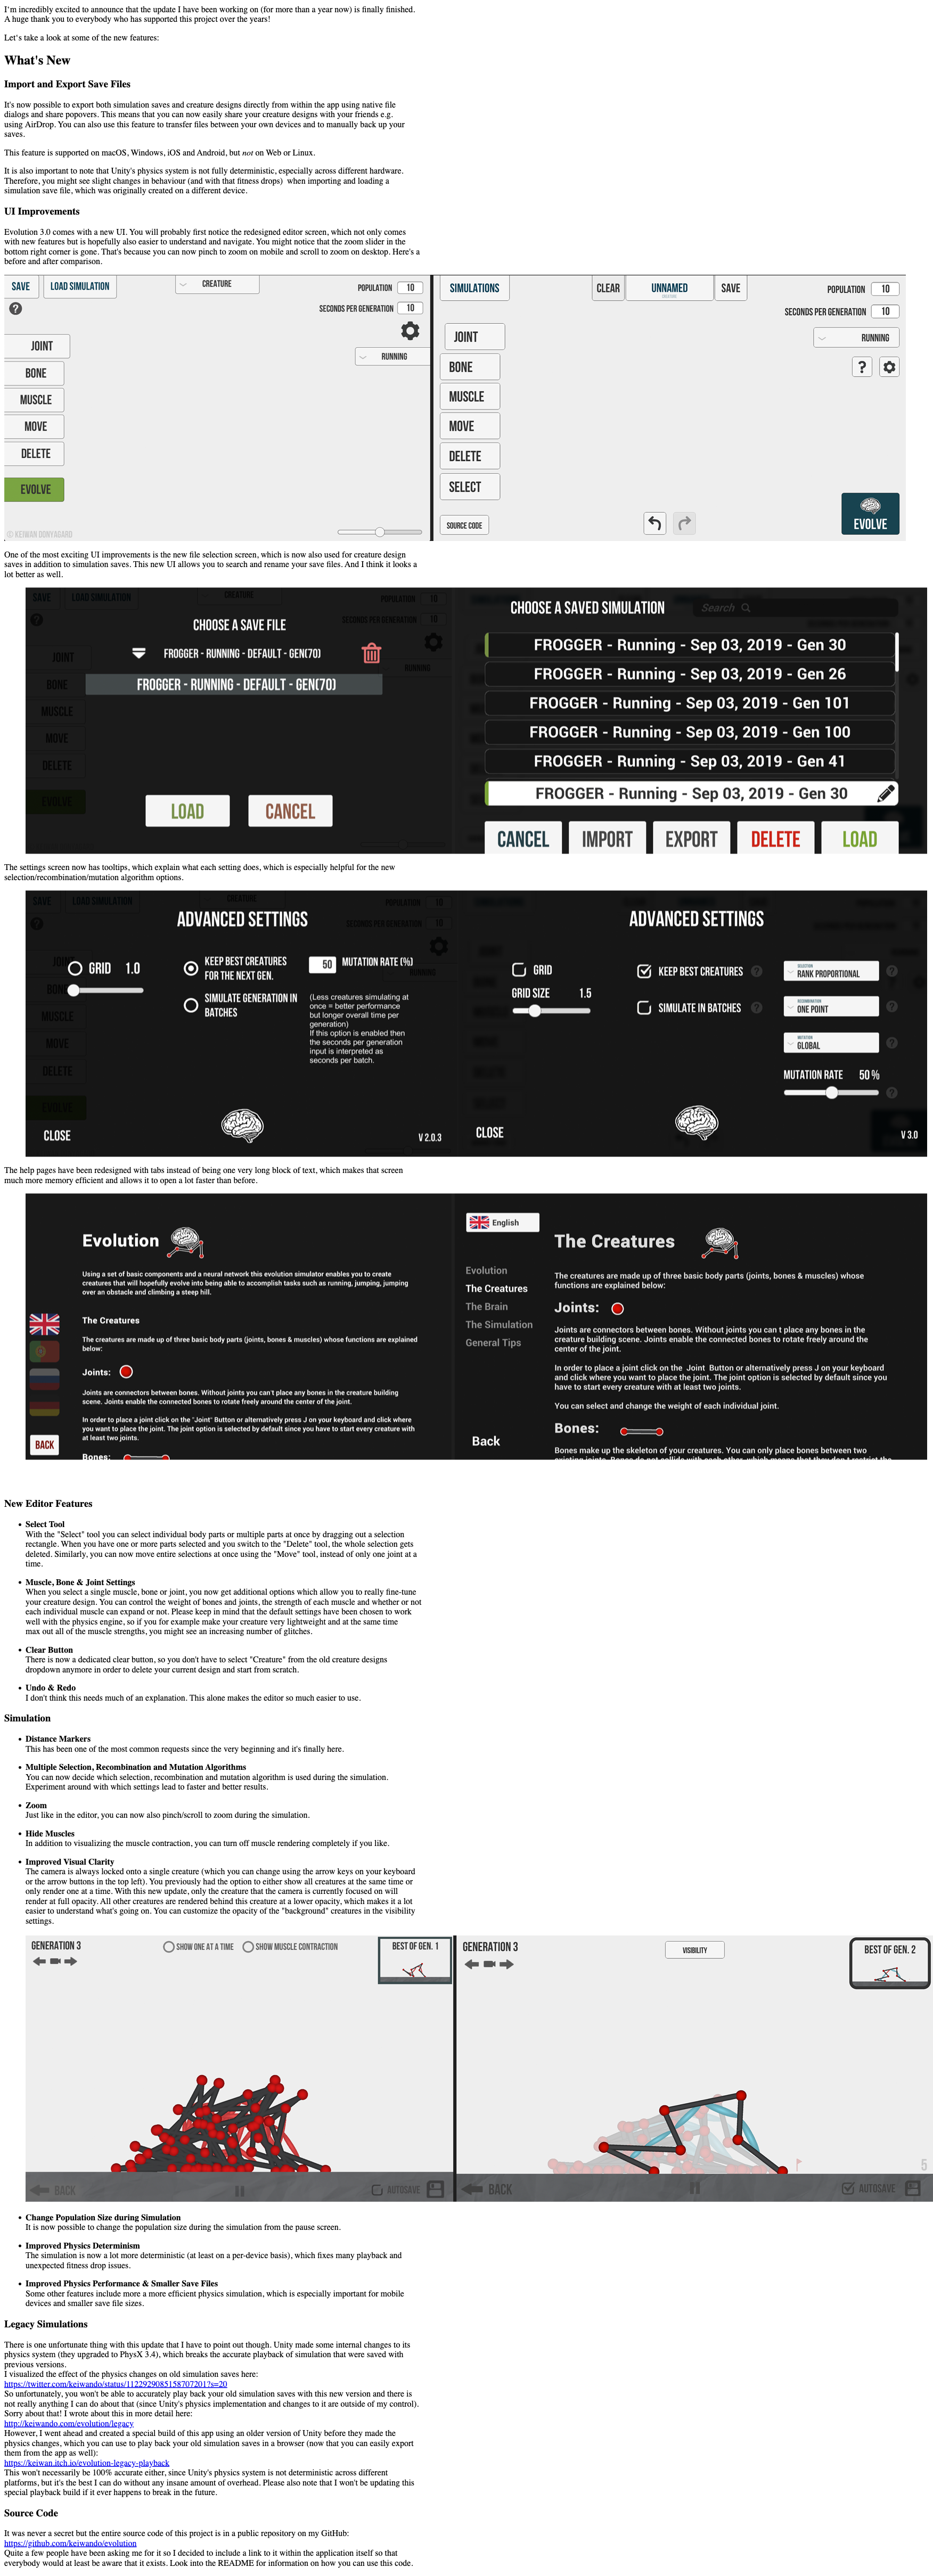 I'm incredibly excited to announce that the update I have been working on (for more than a year now) is finally finished.
A huge thank you to everybody who has supported this project over the years!
Let's take a look at some of the new features:
What's New
Import and Export Save Files
It's now possible to export both simulation saves and creature designs directly from within the app using native file
dialogs and share popovers. This means that you can now easily share your creature designs with your friends e.g.
using AirDrop. You can also use this feature to transfer files between your own devices and to manually back up your
saves.
This feature is supported on macOS, Windows, iOS and Android, but not on Web or Linux.
It is also important to note that Unity's physics system is not fully deterministic, especially across different hardware.
Therefore, you might see slight changes in behaviour (and with that fitness drops) when importing and loading a
simulation save file, which was originally created on a different device.
UI Improvements
Evolution 3.0 comes with a new UI. You will probably first notice the redesigned editor screen, which not only comes
with new features but is hopefully also easier to understand and navigate. You might notice that the zoom slider in the
bottom right corner is gone. That's because you can now pinch to zoom on mobile and scroll to zoom on desktop. Here's a
before and after comparison.
SAVE LOAD SIMULATION CREATURE POPULATION 10
SECONDS PER GENERATION 10
RUNNING
JOINT
BONE
MUSCLE
MOVE
DELETE
EVOLVE
© KEIWAN DONYAGARD
SIMULATIONS CLEAR UNNAMED SAVE POPULATION 10
CREATURE
SECONDS PER GENERATION 10
RUNNING
?
JOINT
BONE
MUSCLE
MOVE
DELETE
SELECT
SOURCE CODE
EVOLVE
One of the most exciting UI improvements is the new file selection screen, which is now also used for creature design
saves in addition to simulation saves. This new UI allows you to search and rename your save files. And I think it looks a
lot better as well.
SAVE LOAD SIMULATION CREATURE POPULATION 10
SECONDS PER GENERATION 10
CHOOSE A SAVE FILE
FROGGER - RUNNING - DEFAULT - GEN(70)
FROGGER - RUNNING - DEFAULT - GEN(70)
JOINT
BONE
MUSCLE
MOVE
DELETE
EVOLVE
RUNNING
LOAD CANCEL
CHOOSE A SAVED SIMULATION Search
FROGGER - Running - Sep 03, 2019 - Gen 30
FROGGER - Running - Sep 03, 2019 - Gen 26
FROGGER - Running - Sep 03, 2019 - Gen 101
FROGGER - Running - Sep 03, 2019 - Gen 100
FROGGER - Running - Sep 03, 2019 - Gen 41
FROGGER - Running - Sep 03, 2019 - Gen 30
CANCEL IMPORT EXPORT DELETE LOAD
The settings screen now has tooltips, which explain what each setting does, which is especially helpful for the new
selection/recombination/mutation algorithm options.
SAVE LOAD SIMULATION CREATURE POPULATION 10
ADVANCED SETTINGS
GRID 1.0
KEEP BEST CREATURES
FOR THE NEXT GEN.
SIMULATE GENERATION IN
BATCHES
50 MUTATION RATE (%)
(Less creatures simulating at
once = better performance
but longer overall time per
generation)
If this option is enabled then
the seconds per generation
input is interpreted as
seconds per batch.
MUSCLE
MOVE
DELETE
EVOLVE
CLOSE
V 2.0.3
ADVANCED SETTINGS
GRID
GRID SIZE 1.5
KEEP BEST CREATURES ?
SIMULATE IN BATCHES ?
SELECTION
RANK PROPORTIONAL ?
RECOMBINATION
ONE POINT ?
MUTATION
GLOBAL ?
MUTATION RATE 50 %
?
CLOSE
V 3.0
The help pages have been redesigned with tabs instead of being one very long block of text, which makes that screen
much more memory efficient and allows it to open a lot faster than before.
Evolution
Using a set of basic components and a neural network this evolution simulator enables you to create
creatures that will hopefully evolve into being able to accomplish tasks such as running, jumping, jumping
over an obstacle and climbing a steep hill.
The Creatures
The creatures are made up of three basic body parts (joints, bones & muscles) whose functions are explained
below:
Joints:
Joints are connectors between bones. Without joints you can't place any bones in the creature building
scene. Joints enable the connected bones to rotate freely around the center of the joint.
In order to place a joint click on the "Joint" Button or alternatively press J on your keyboard and click where
you want to place the joint. The joint option is selected by default since you have to start every creature with
at least two joints.
Bones:
BACK
English
Evolution
The Creatures
The Brain
The Simulation
General Tips
Back
The Creatures
The creatures are made up of three basic body parts (joints, bones & muscles) whose
functions are explained below:
Joints:
Joints are connectors between bones. Without joints you can t place any bones in the
creature building scene. Joints enable the connected bones to rotate freely around the
center of the joint.
In order to place a joint click on the Joint Button or alternatively press J on your keyboard
and click where you want to place the joint. The joint option is selected by default since you
have to start every creature with at least two joints.
You can select and change the weight of each individual joint.
Bones:
Bones make up the skeleton of your creatures. You can only place bones between two
existing joints. Bones do not collide with each other, which means that they don t restrict the
New Editor Features
• Select Tool
With the "Select" tool you can select individual body parts or multiple parts at once by dragging out a selection
rectangle. When you have one or more parts selected and you switch to the "Delete" tool, the whole selection gets
deleted. Similarly, you can now move entire selections at once using the "Move" tool, instead of only one joint at a
time.
• Muscle, Bone & Joint Settings
When you select a single muscle, bone or joint, you now get additional options which allow you to really fine-tune
your creature design. You can control the weight of bones and joints, the strength of each muscle and whether or not
each individual muscle can expand or not. Please keep in mind that the default settings have been chosen to work
well with the physics engine, so if you for example make your creature very lightweight and at the same time
max out all of the muscle strengths, you might see an increasing number of glitches.
• Clear Button
There is now a dedicated clear button, so you don't have to select "Creature" from the old creature designs
dropdown anymore in order to delete your current design and start from scratch.
• Undo & Redo
I don't think this needs much of an explanation. This alone makes the editor so much easier to use.
Simulation
• Distance Markers
This has been one of the most common requests since the very beginning and it's finally here.
• Multiple Selection, Recombination and Mutation Algorithms
You can now decide which selection, recombination and mutation algorithm is used during the simulation.
Experiment around with which settings lead to faster and better results.
• Zoom
Just like in the editor, you can now also pinch/scroll to zoom during the simulation.
• Hide Muscles
In addition to visualizing the muscle contraction, you can turn off muscle rendering completely if you like.
• Improved Visual Clarity
The camera is always locked onto a single creature (which you can change using the arrow keys on your keyboard
or the arrow buttons in the top left). You previously had the option to either show all creatures at the same time or
only render one at a time. With this new update, only the creature that the camera is currently focused on will
render at full opacity. All other creatures are rendered behind this creature at a lower opacity, which makes it a lot
easier to understand what's going on. You can customize the opacity of the "background" creatures in the visibility
settings.
GENERATION 3 SHOW ONE AT A TIME SHOW MUSCLE CONTRACTION BEST OF GEN. 1
BACK AUTOSAVE
GENERATION 3 VISIBILITY BEST OF GEN. 2
5
BACK AUTOSAVE
• Change Population Size during Simulation
It is now possible to change the population size during the simulation from the pause screen.
• Improved Physics Determinism
The simulation is now a lot more deterministic (at least on a per-device basis), which fixes many playback and
unexpected fitness drop issues.
• Improved Physics Performance & Smaller Save Files
Some other features include more a more efficient physics simulation, which is especially important for mobile
devices and smaller save file sizes.
Legacy Simulations
There is one unfortunate thing with this update that I have to point out though. Unity made some internal changes to its
physics system (they upgraded to PhysX 3.4), which breaks the accurate playback of simulation that were saved with
previous versions.
I visualized the effect of the physics changes on old simulation saves here:
https://twitter.com/keiwando/status/1122929085158707201?s=20
So unfortunately, you won't be able to accurately play back your old simulation saves with this new version and there is
not really anything I can do about that (since Unity's physics implementation and changes to it are outside of my control).
Sorry about that! I wrote about this in more detail here:
http://keiwando.com/evolution/legacy
However, I went ahead and created a special build of this app using an older version of Unity before they made the
physics changes, which you can use to play back your old simulation saves in a browser (now that you can easily export
them from the app as well):
https://keiwan.itch.io/evolution-legacy-playback
This won't necessarily be 100% accurate either, since Unity's physics system is not deterministic across different
platforms, but it's the best I can do without any insane amount of overhead. Please also note that I won't be updating this
special playback build if it ever happens to break in the future.
Source Code
It was never a secret but the entire source code of this project is in a public repository on my GitHub:
https://github.com/keiwando/evolution
Quite a few people have been asking me for it so I decided to include a link to it within the application itself so that
everybody would at least be aware that it exists. Look into the README for information on how you can use this code.